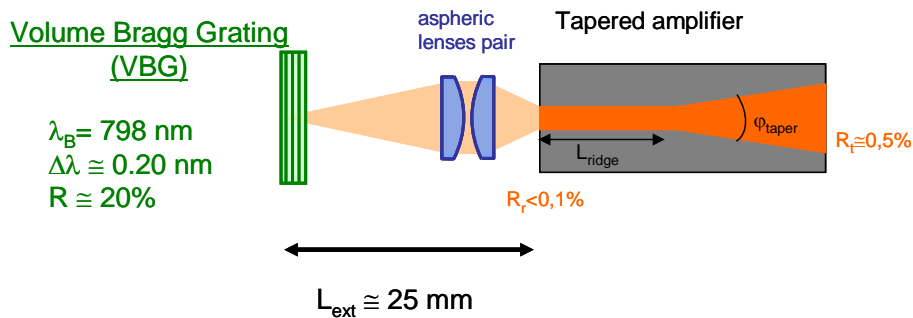 Volume Bragg Grating
(VBG)
λB= 798 nm
Δλ ≅ 0.20 nm
R ≅ 20%
aspheric
lenses pair
Tapered amplifier
φtaper
Lridge
Rt≅0,5%
Rr<0,1%
Lext ≅ 25 mm